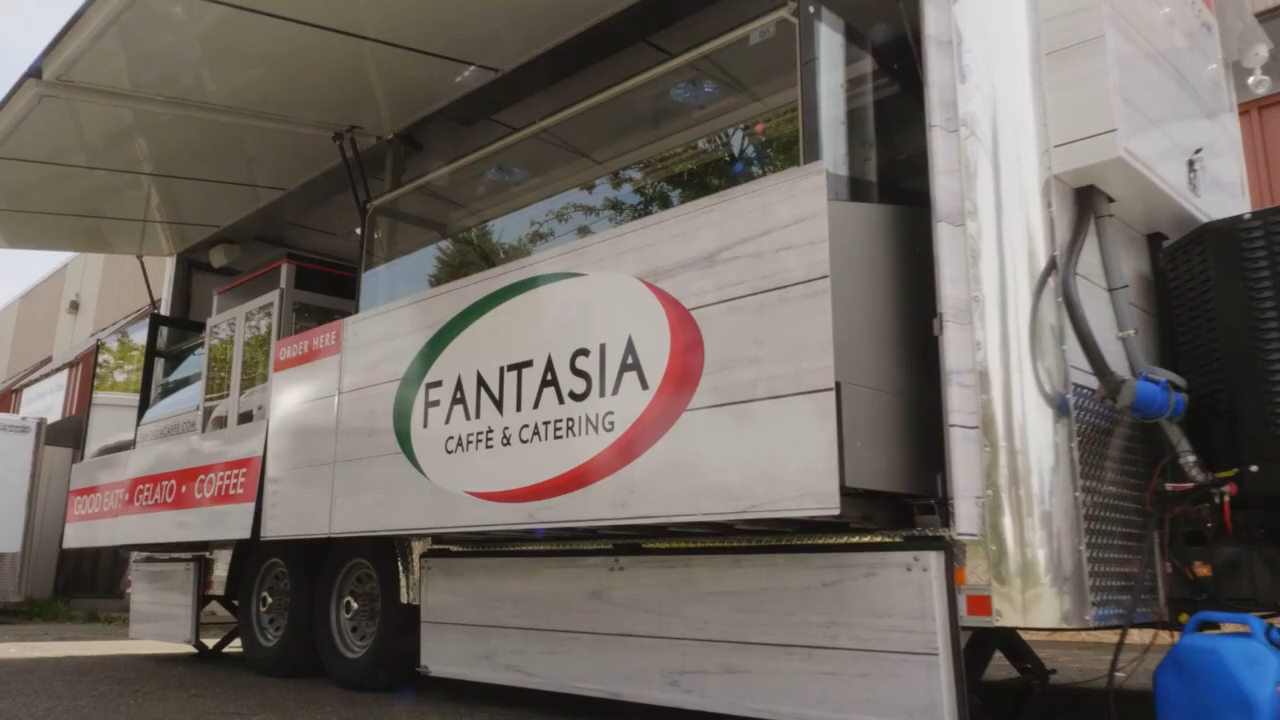 ORDER HERE
FANTASIA
CAFFÈ & CATERING
GOOD EATS • GELATO • COFFEE